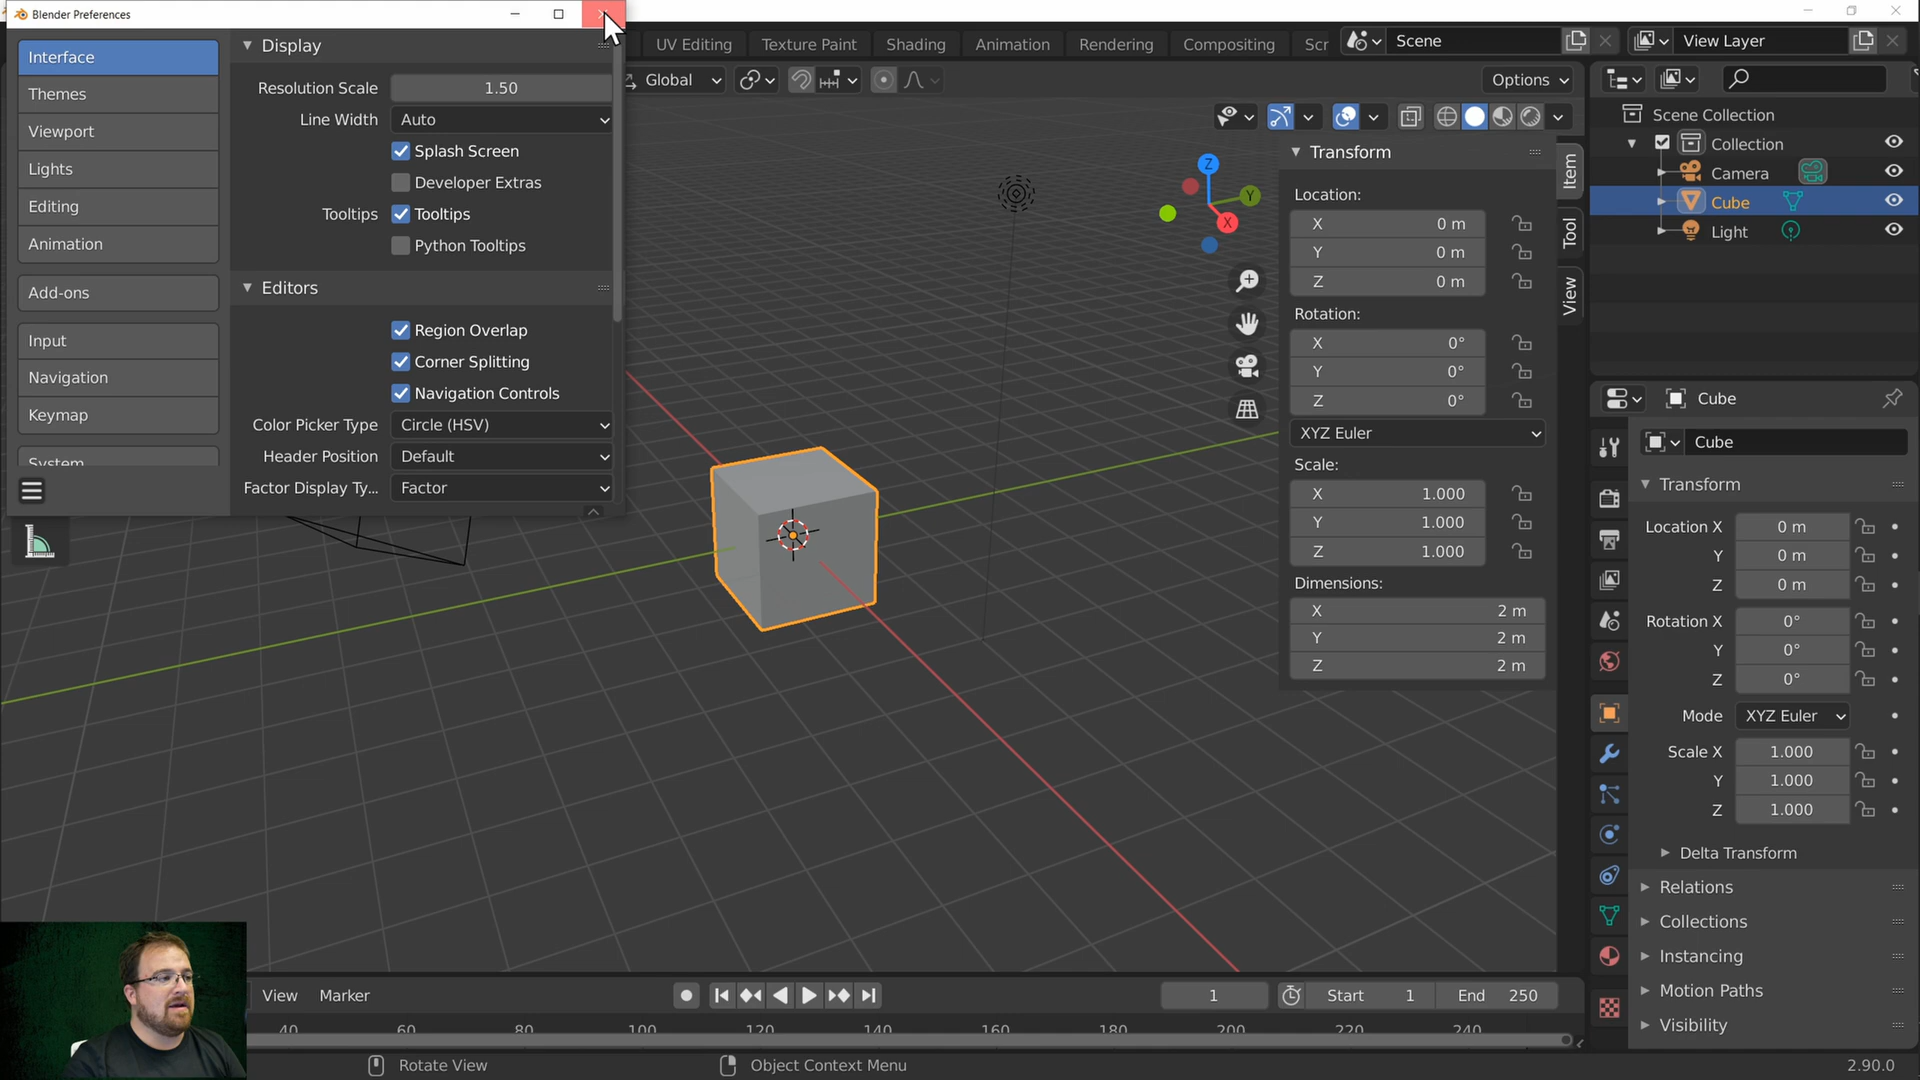 Blender Preferences
Interface
Themes
Viewport
Lights
Editing
Animation
Add-ons
Input
Navigation
Keymap
System
Display
Resolution Scale 1.50
Line Width Auto
Splash Screen
Developer Extras
Tooltips Tooltips
Python Tooltips
Editors
Region Overlap
Corner Splitting
Navigation Controls
Color Picker Type Circle (HSV)
Header Position Default
Factor Display Ty... Factor
UV Editing Texture Paint Shading Animation Rendering Compositing Scr
Scene
View Layer
Global
Options
Z
Y
X
Transform
Location:
X 0 m
Y 0 m
Z 0 m
Rotation:
X 0°
Y 0°
Z 0°
XYZ Euler
Scale:
X 1.000
Y 1.000
Z 1.000
Dimensions:
X 2 m
Y 2 m
Z 2 m
Item
Tool
View
Scene Collection
Collection
Camera
Cube
Light
Cube
Cube
Transform
Location X 0 m
Y 0 m
Z 0 m
Rotation X 0°
Y 0°
Z 0°
Mode XYZ Euler
Scale X 1.000
Y 1.000
Z 1.000
Delta Transform
Relations
Collections
Instancing
Motion Paths
Visibility
View Marker
1
Start 1
End 250
40 60 80 100 120 140 160 180 200 220 240
Rotate View
Object Context Menu
2.90.0